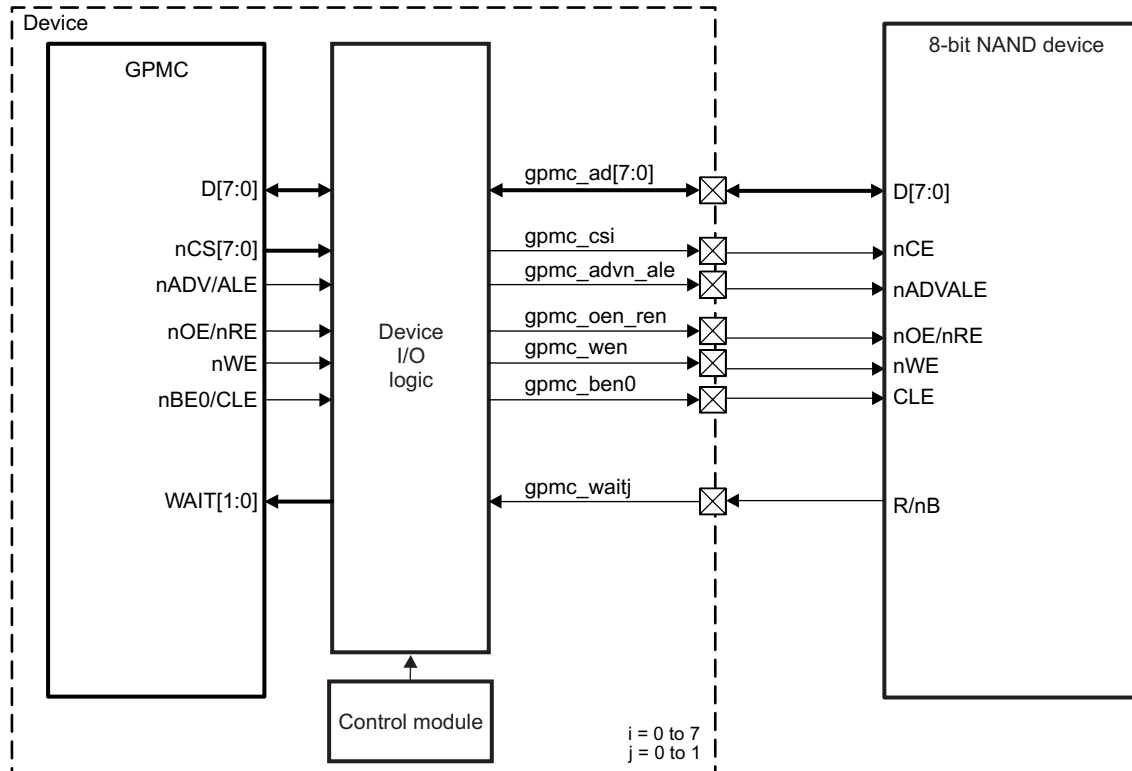 Device
GPMC
8-bit NAND device
D[7:0]
gpmc_ad[7:0]
D[7:0]
nCS[7:0]
gpmc_csi
nCE
nADV/ALE
gpmc_advn_ale
nADVALE
nOE/nRE
gpmc_oen_ren
nOE/nRE
nWE
gpmc_wen
nWE
nBE0/CLE
gpmc_ben0
CLE
Device
I/O
logic
WAIT[1:0]
gpmc_waitj
R/nB
Control module
i = 0 to 7
j = 0 to 1